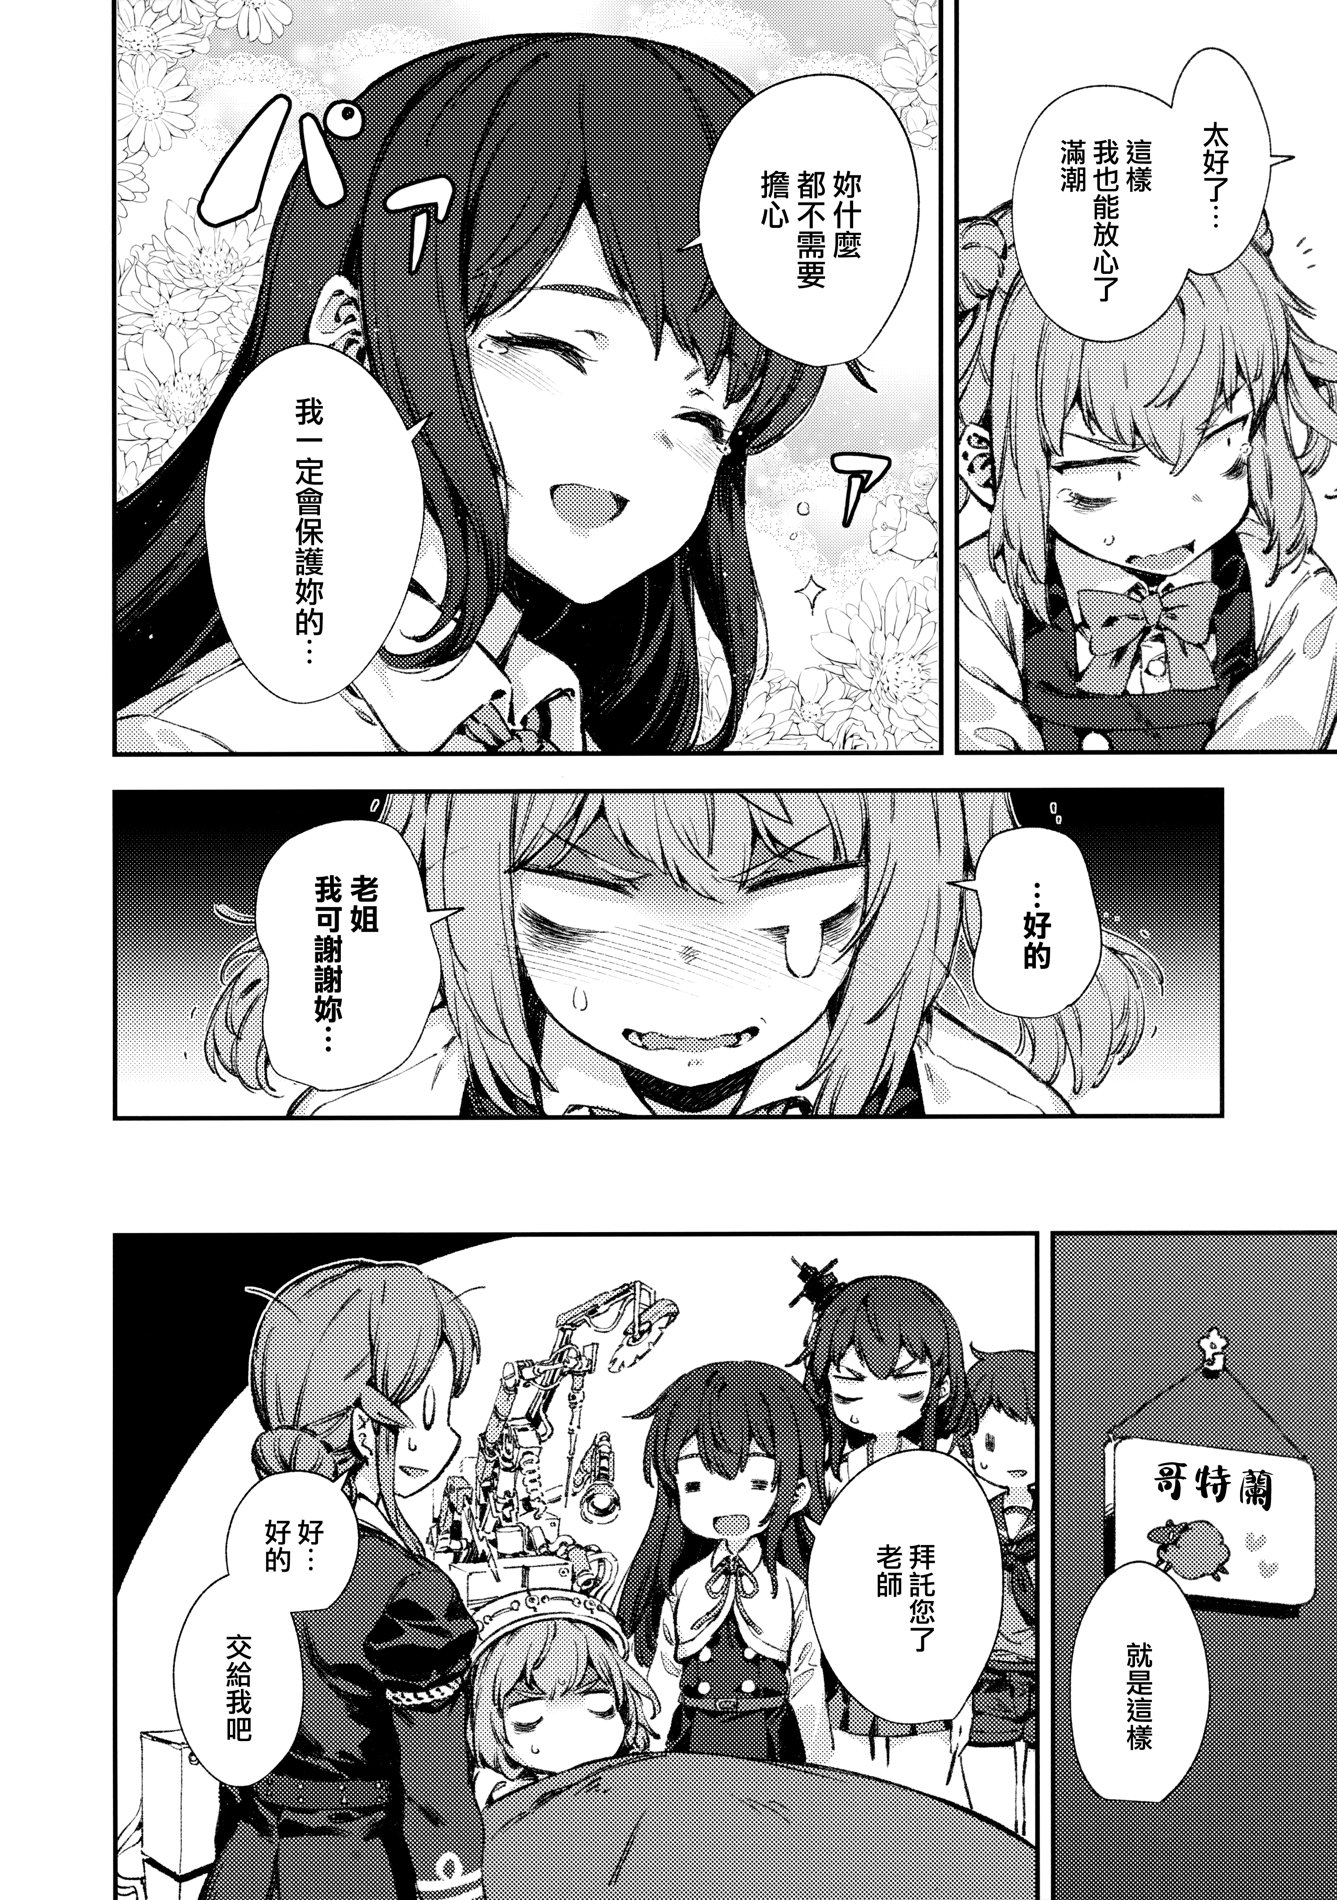 太好了…
這樣
我也能放心了
滿潮
妳什麼
都不需要
擔心
パァ
ァ
我一定會保護妳的…
…好的
老姐
我可謝謝妳…
哥特蘭
就是這樣
拜託您了
老師
好…
好的
交給我吧